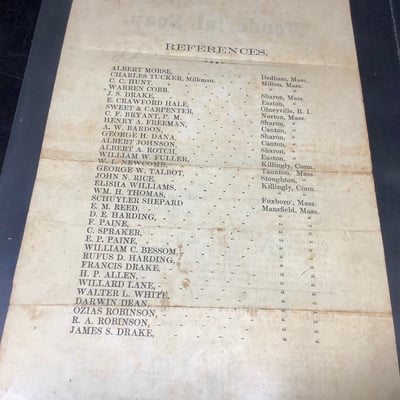 REFERENCES.
ALBERT MORSE, Dedham, Mass.
CHARLES TUCKER, Milkman. Milton, Mass.
C. C. HUNT, " "
WARREN COBB, Sharon, Mass.
J. S. DRAKE, Easton, "
E. CRAWFORD HALE, Olneyville, R. I.
SWEET & CARPENTER, Norton, Mass.
C. F. BRYANT, P. M. Sharon, "
HENRY A. FREEMAN, Canton, "
A. W. BARDON, Sharon, "
GEORGE H. DANA, Canton, "
ALBERT JOHNSON, Sharon "
ALBERT A. ROTCH, Easton, "
WILLIAM W. FULLER, Killingly, Conn.
NEWCOMB, Taunton, Mass.
GEORGE W. TALBOT, Stoughton, "
JOHN N. RICE, Killingly, Conn.
ELISHA WILLIAMS, " "
WM. H. THOMAS, Foxboro', Mass.
SCHUYLER SHEPARD Mansfield, Mass.
E. M. REED, " "
D. E. HARDING, " "
F. PAINE, " "
C. SPRAKER, " "
E. P. PAINE, " "
WILLIAM C. BESSOM, " "
RUFUS D. HARDING, " "
FRANCIS DRAKE, " "
H. P. ALLEN, " "
WILLARD LANE, " "
WALTER L. WHITE, " "
DARWIN DEAN, " "
OZIAS ROBINSON, " "
R. A. ROBINSON, " "
JAMES S. DRAKE, " "